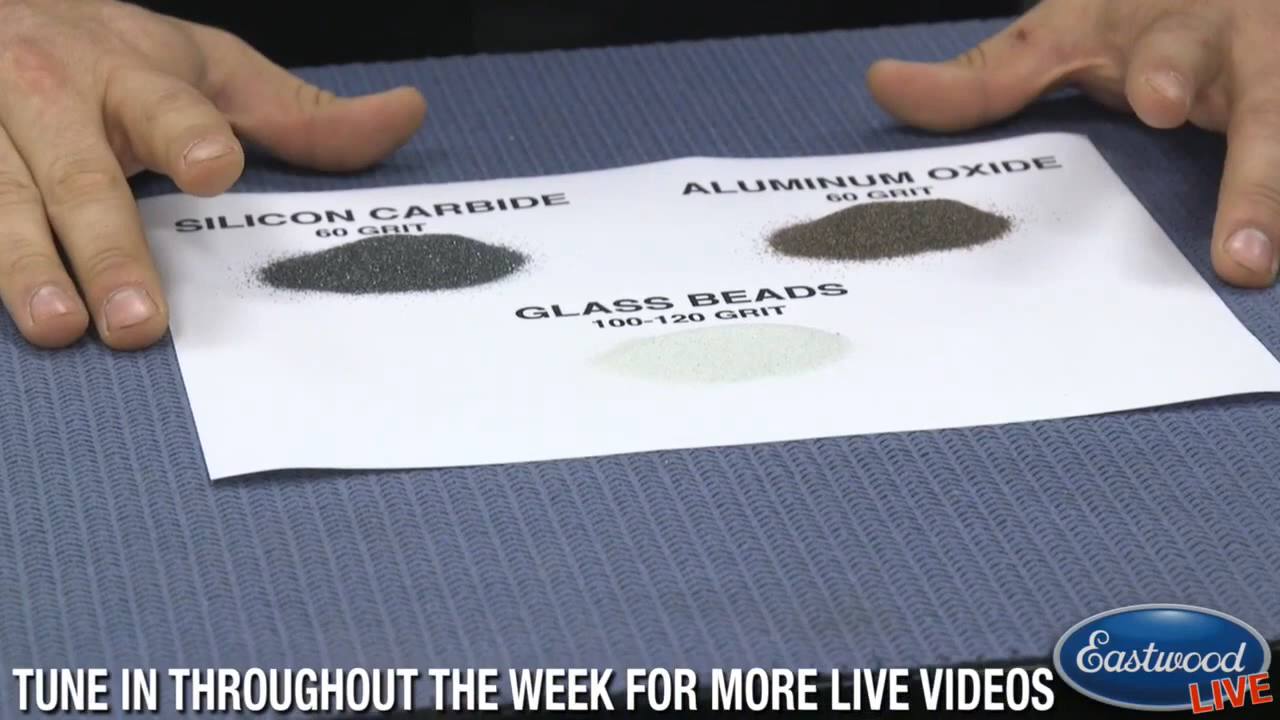 SILICON CARBIDE
60 GRIT
ALUMINUM OXIDE
60 GRIT
GLASS BEADS
100-120 GRIT
TUNE IN THROUGHOUT THE WEEK FOR MORE LIVE VIDEOS
Eastwood
LIVE